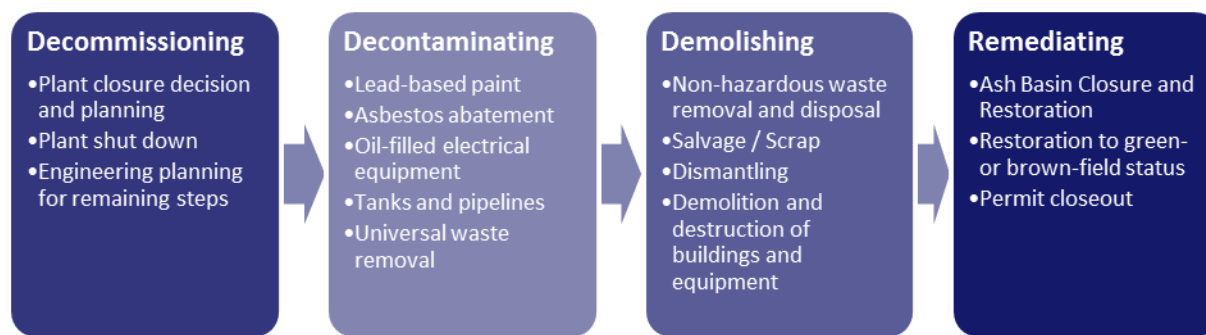 Decommissioning
•Plant closure decision
and planning
•Plant shut down
•Engineering planning
for remaining steps
Decontaminating
•Lead-based paint
•Asbestos abatement
•Oil-filled electrical
equipment
•Tanks and pipelines
•Universal waste
removal
Demolishing
•Non-hazardous waste
removal and disposal
•Salvage / Scrap
•Dismantling
•Demolition and
destruction of
buildings and
equipment
Remediating
•Ash Basin Closure and
Restoration
•Restoration to green-
or brown-field status
•Permit closeout